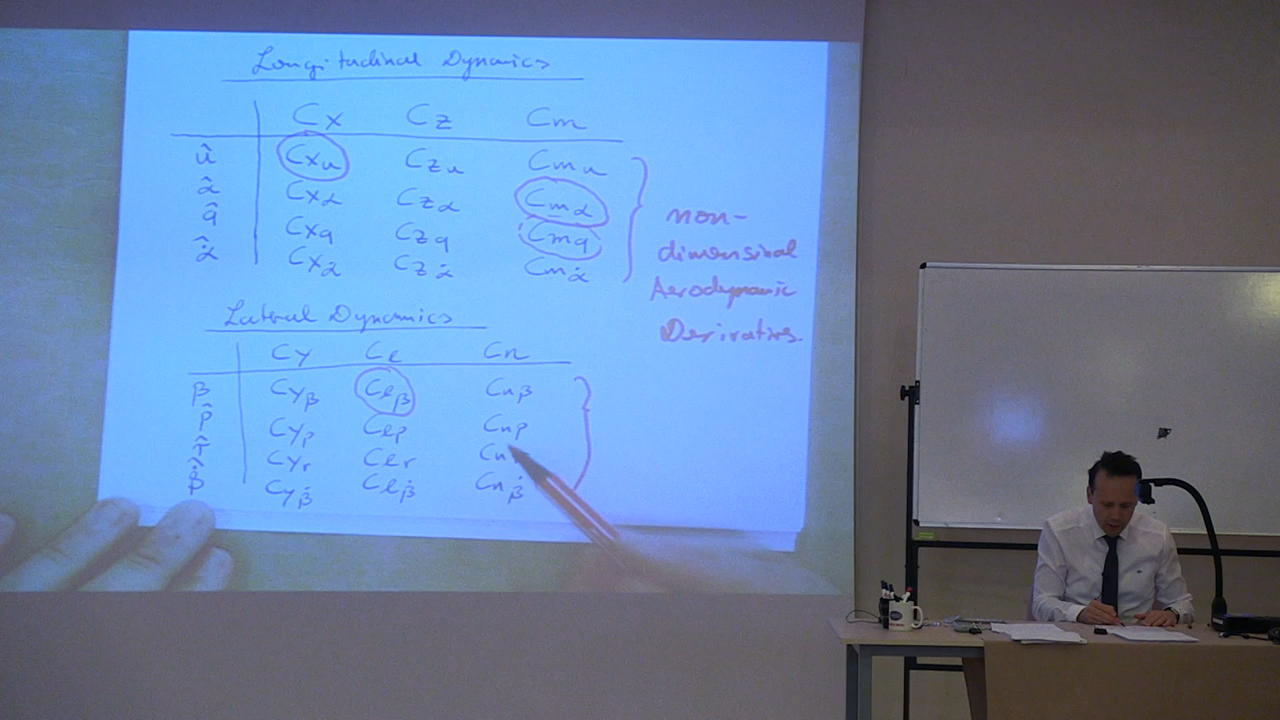 Longitudinal Dynamics
Cx Cz Cm
û Cxu Czu Cmu
α̂ Cxα Czα Cmα
q̂ Cxq Czq Cmq
α̇̂ Cxα̇ Czα̇ Cmα̇
non-
dimensional
Aerodynamic
Derivatives.
Lateral Dynamics
Cy Cl Cn
β Cyβ Clβ Cnβ
p̂ Cyp Clp Cnp
r̂ Cyr Clr Cn
β̇̂ Cyβ̇ Clβ̇ Cnβ̇